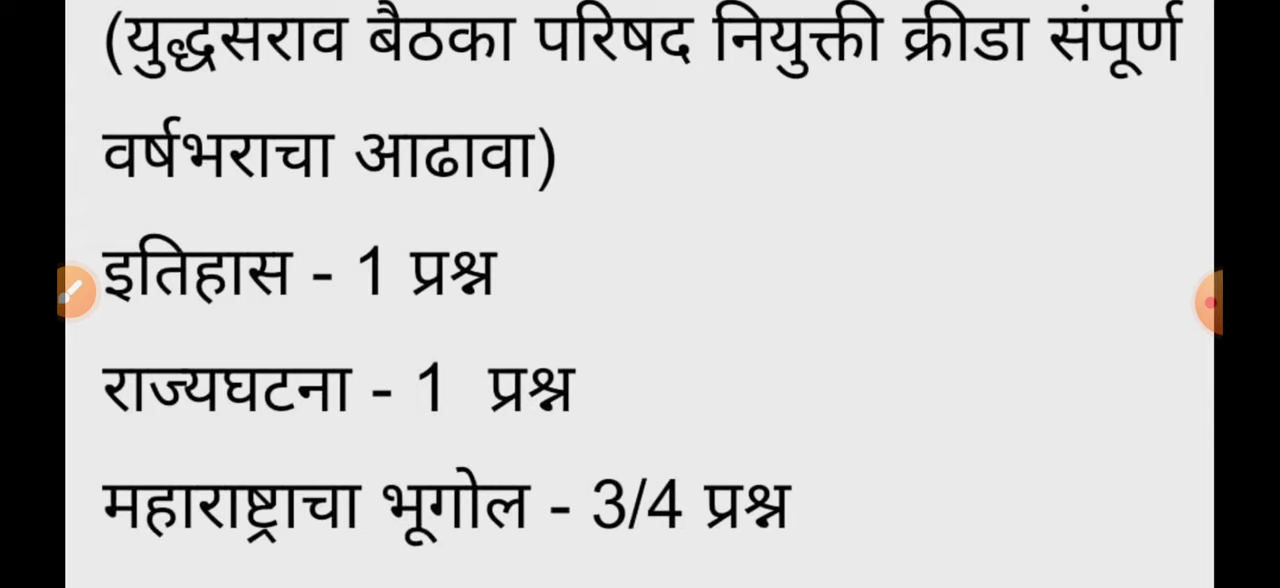 (युद्धसराव बैठका परिषद नियुक्ती क्रीडा संपूर्ण
वर्षभराचा आढावा)
इतिहास - 1 प्रश्न
राज्यघटना - 1 प्रश्न
महाराष्ट्राचा भूगोल - 3/4 प्रश्न